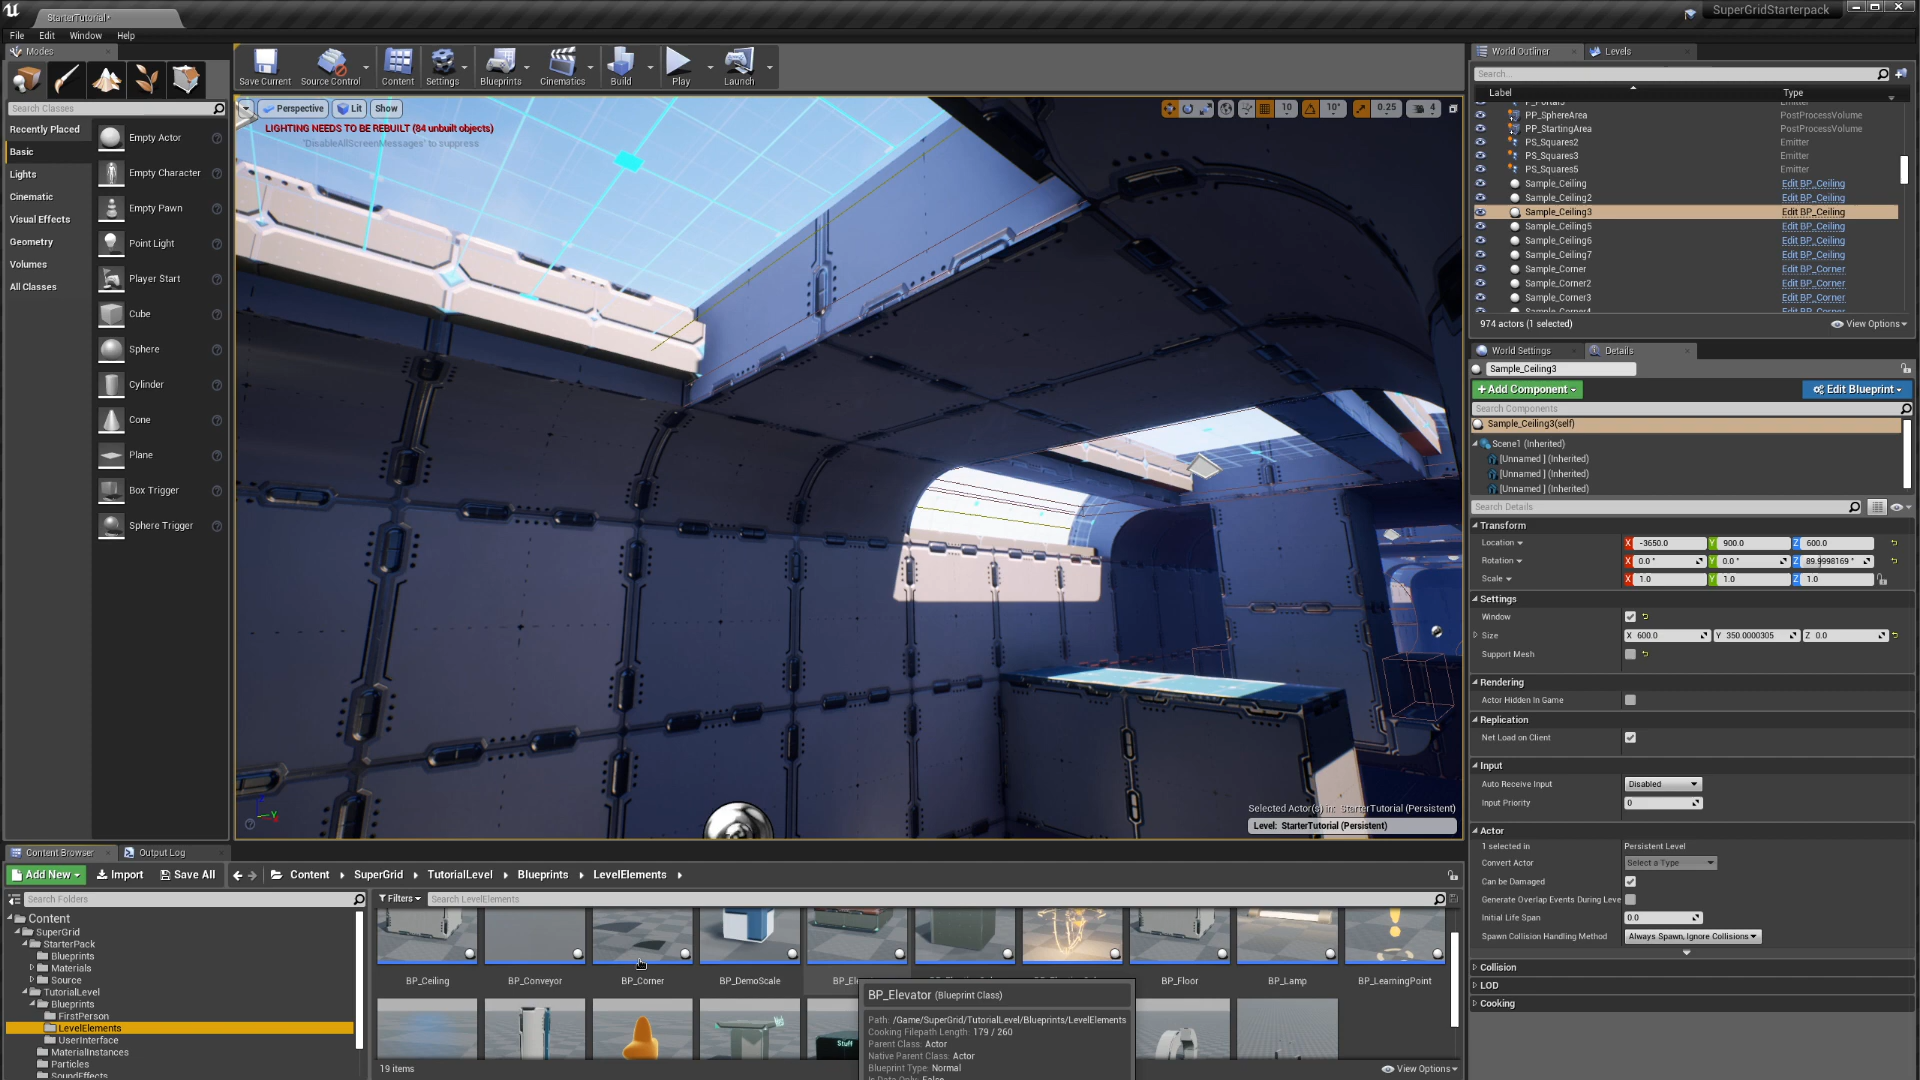 StarterTutorial*
SuperGridStarterpack
File Edit Window Help
Modes
Search Classes
Recently Placed
Basic
Lights
Cinematic
Visual Effects
Geometry
Volumes
All Classes
Empty Actor
Empty Character
Empty Pawn
Point Light
Player Start
Cube
Sphere
Cylinder
Cone
Plane
Box Trigger
Sphere Trigger
Save Current Source Control Content Settings Blueprints Cinematics Build Play Launch
Perspective Lit Show
10 10° 0.25 4
LIGHTING NEEDS TO BE REBUILT (84 unbuilt objects)
'DisableAllScreenMessages' to suppress
Selected Actor(s) in: StarterTutorial (Persistent)
Level: StarterTutorial (Persistent)
World Outliner Levels
Search...
Label Type
PP_SphereArea PostProcessVolume
PP_StartingArea PostProcessVolume
PS_Squares2 Emitter
PS_Squares3 Emitter
PS_Squares5 Emitter
Sample_Ceiling Edit BP_Ceiling
Sample_Ceiling2 Edit BP_Ceiling
Sample_Ceiling3 Edit BP_Ceiling
Sample_Ceiling5 Edit BP_Ceiling
Sample_Ceiling6 Edit BP_Ceiling
Sample_Ceiling7 Edit BP_Ceiling
Sample_Corner Edit BP_Corner
Sample_Corner2 Edit BP_Corner
Sample_Corner3 Edit BP_Corner
974 actors (1 selected) View Options
World Settings Details
Sample_Ceiling3
+Add Component Edit Blueprint
Search Components
Sample_Ceiling3(self)
Scene1 (Inherited)
[Unnamed ] (Inherited)
[Unnamed ] (Inherited)
[Unnamed ] (Inherited)
Search Details
Transform
Location X -3650.0 Y 900.0 Z 600.0
Rotation X 0.0 ° Y 0.0 ° Z 89.9998169 °
Scale X 1.0 Y 1.0 Z 1.0
Settings
Window
Size X 600.0 Y 350.0000305 Z 0.0
Support Mesh
Rendering
Actor Hidden In Game
Replication
Net Load on Client
Input
Auto Receive Input Disabled
Input Priority 0
Actor
1 selected in Persistent Level
Convert Actor Select a Type
Can be Damaged
Generate Overlap Events During Leve
Initial Life Span 0.0
Spawn Collision Handling Method Always Spawn, Ignore Collisions
Collision
LOD
Cooking
Content Browser Output Log
Add New Import Save All Content SuperGrid TutorialLevel Blueprints LevelElements
Search Folders
Filters Search LevelElements
Content
SuperGrid
StarterPack
Blueprints
Materials
Source
TutorialLevel
Blueprints
FirstPerson
LevelElements
UserInterface
MaterialInstances
Particles
SoundEffects
BP_Ceiling BP_Conveyor BP_Corner BP_DemoScale BP_Floor BP_Lamp BP_LearningPoint
Stuff
BP_Elevator (Blueprint Class)
Path: /Game/SuperGrid/TutorialLevel/Blueprints/LevelElements
Cooking Filepath Length: 179 / 260
Parent Class: Actor
Native Parent Class: Actor
Blueprint Type: Normal
19 items View Options